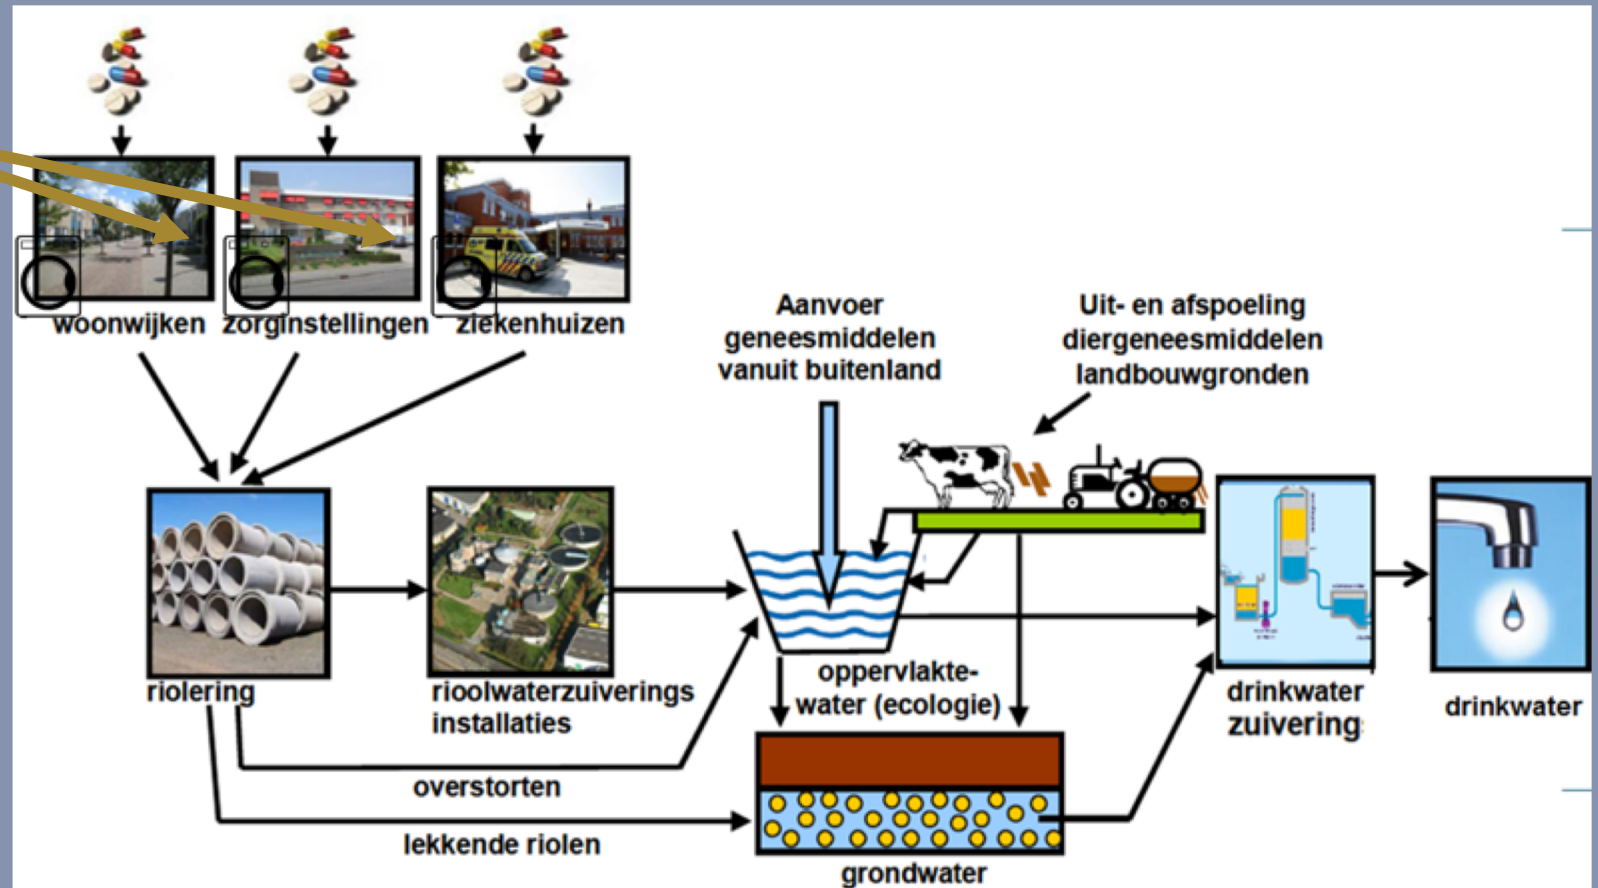 woonwijken
zorginstellingen
ziekenhuizen
Aanvoer
geneesmiddelen
vanuit buitenland
Uit- en afspoeling
diergeneesmiddelen
landbouwgronden
riolering
rioolwaterzuiverings
installaties
oppervlakte-
water (ecologie)
drinkwater
zuivering
drinkwater
overstorten
lekkende riolen
grondwater